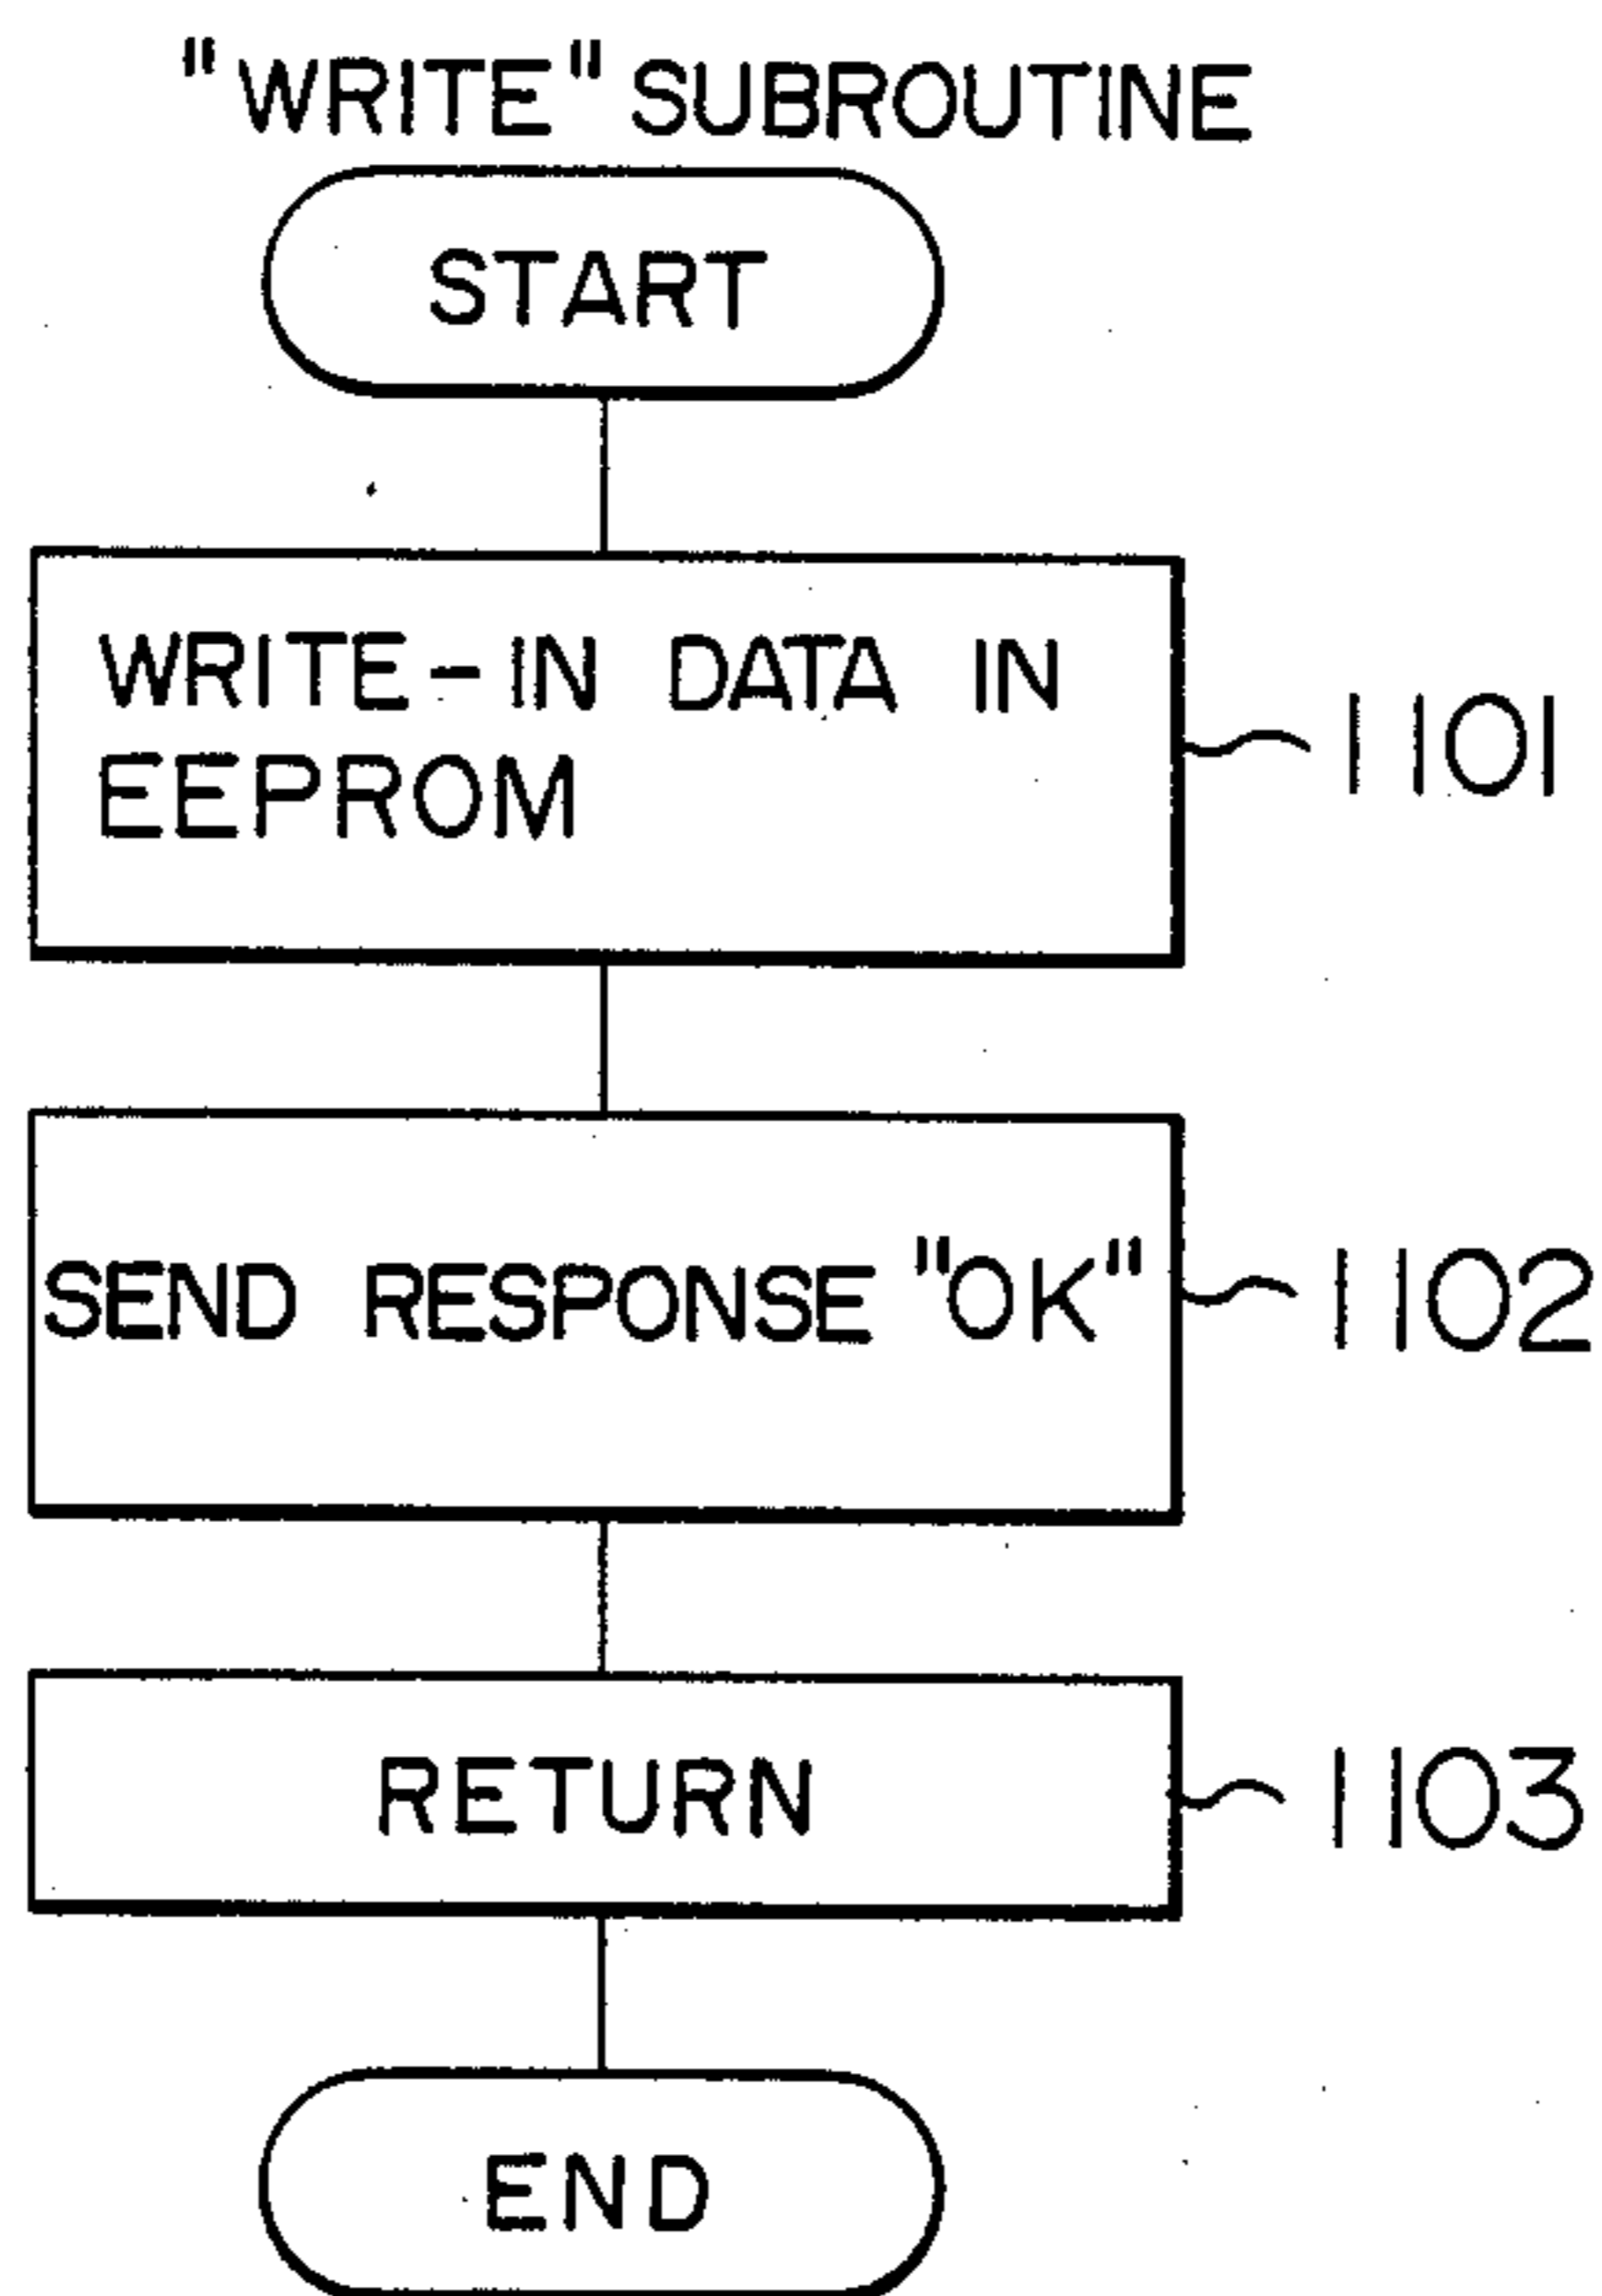 "WRITE" SUBROUTINE
START
WRITE-IN DATA IN
EEPROM
1101
SEND RESPONSE "OK"
1102
RETURN
1103
END